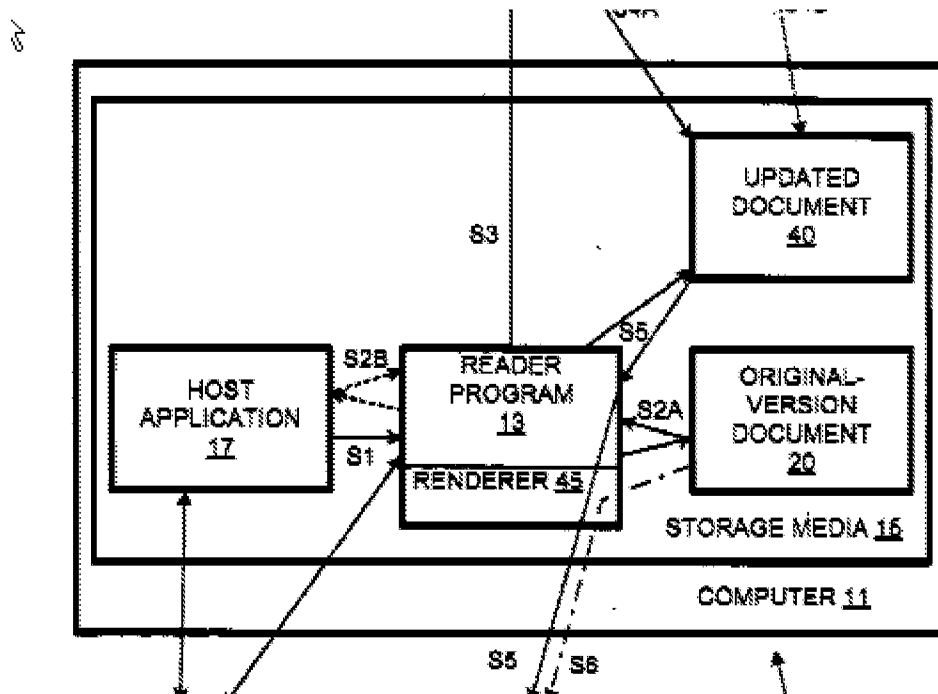 UPDATED
DOCUMENT
40
S3
S5
S2B
READER
PROGRAM
13
HOST
APPLICATION
17
ORIGINAL-
VERSION
DOCUMENT
20
S2A
S1
RENDERER 45
STORAGE MEDIA 15
COMPUTER 11
S5
S6